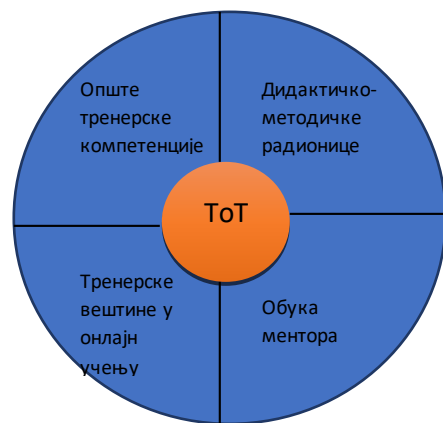 Опште
тренерске
компетенције
Дидактичко-
методичке
радионице
ТоТ
Тренерске
вештине у
онлајн
учењу
Обука
ментора